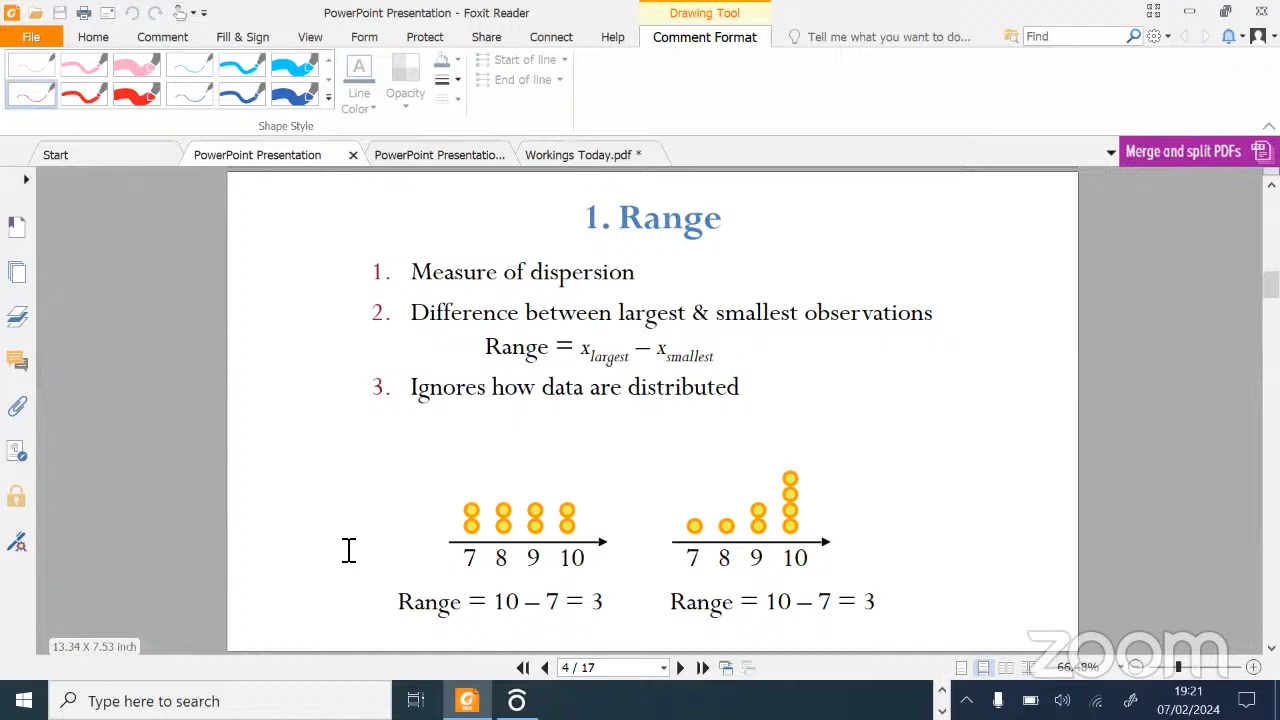 PowerPoint Presentation - Foxit Reader
Drawing Tool
File Home Comment Fill & Sign View Form Protect Share Connect Help Comment Format Tell me what you want to do... Find
Line Color
Opacity
Start of line
End of line
Shape Style
Start PowerPoint Presentation PowerPoint Presentatio... Workings Today.pdf * Merge and split PDFs
1. Range
1. Measure of dispersion
2. Difference between largest & smallest observations
Range = x largest – x smallest
3. Ignores how data are distributed
7 8 9 10 7 8 9 10
Range = 10 – 7 = 3 Range = 10 – 7 = 3
13.34 X 7.53 inch
zoom
4 / 17
66.48%
Type here to search
19:21
07/02/2024